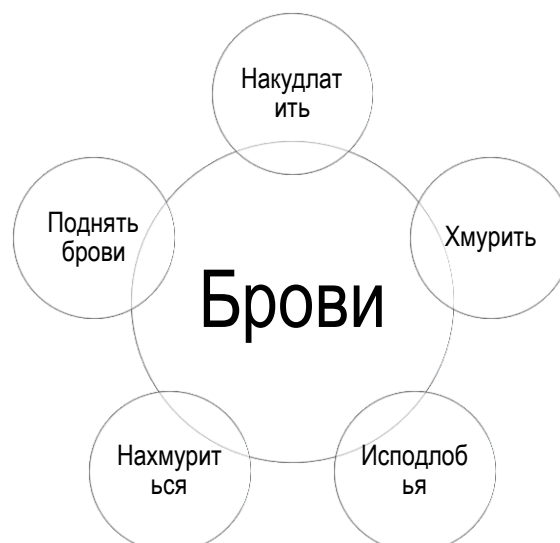 Накудлат
ить
Поднять
брови
Хмурить
Брови
Нахмурит
ься
Исподлоб
ья